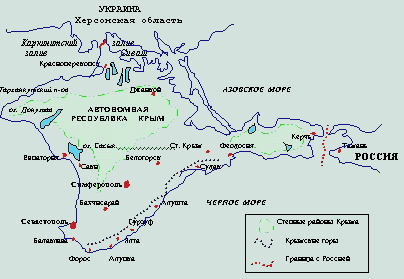 УКРАИНА
Херсонская область
Каркинитский залив
залив Сиваш
Красноперекопск
Джанкой
АЗОВСКОЕ МОРЕ
Тарханкутский п-ов
оз. Донузлав
АВТОНОМНАЯ
РЕСПУБЛИКА КРЫМ
Керчь
Тамань
РОССИЯ
Евпатория
Саки
Ст. Крым
Феодосия
Белогорск
Судак
Симферополь
Бахчисарай
Алушта
ЧЕРНОЕ МОРЕ
Севастополь
Гурзуф
Балаклава
Ялта
Форос
Алупка
Степные районы Крыма
Крымские горы
Граница с Россией